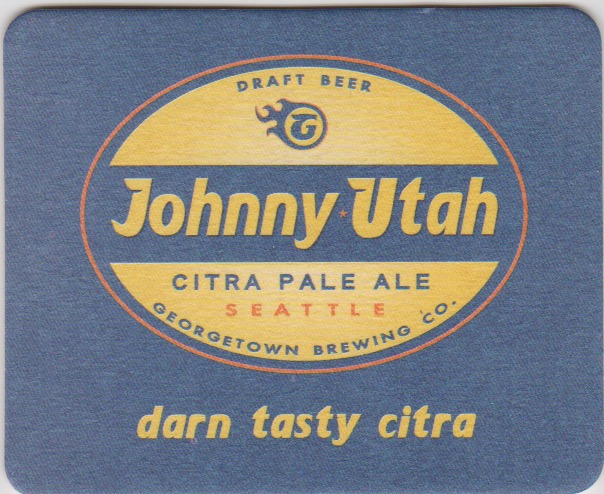 DRAFT BEER
G
Johnny Utah
CITRA PALE ALE
SEATTLE
GEORGETOWN BREWING CO.
darn tasty citra